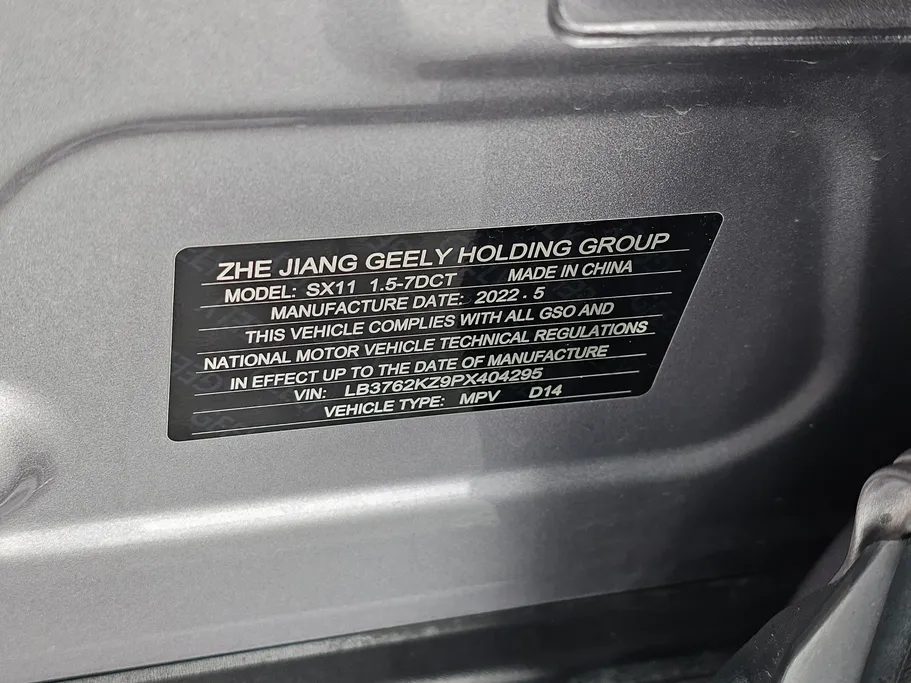 ZHE JIANG GEELY HOLDING GROUP
MODEL: SX11 1.5-7DCT MADE IN CHINA
MANUFACTURE DATE: 2022.5
THIS VEHICLE COMPLIES WITH ALL GSO AND
NATIONAL MOTOR VEHICLE TECHNICAL REGULATIONS
IN EFFECT UP TO THE DATE OF MANUFACTURE
VIN: LB3762KZ9PX404295
VEHICLE TYPE: MPV D14